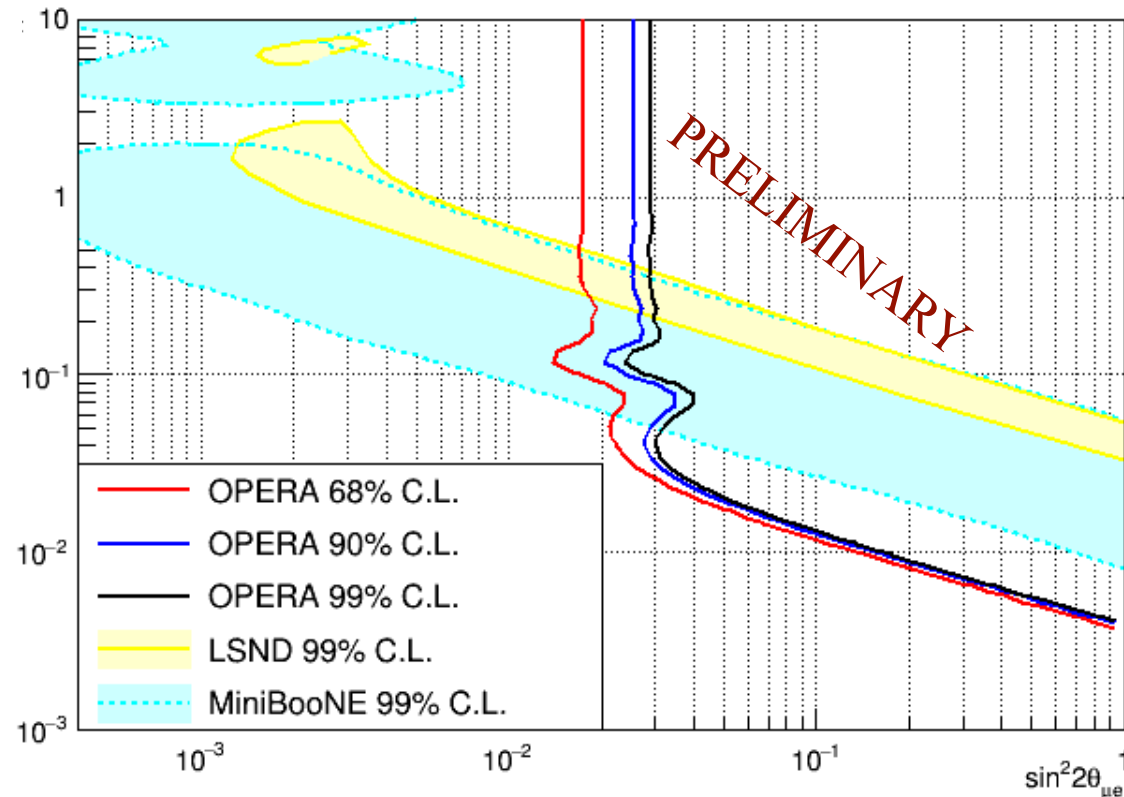 10
1
10⁻¹
10⁻²
10⁻³
PRELIMINARY
OPERA 68% C.L.
OPERA 90% C.L.
OPERA 99% C.L.
LSND 99% C.L.
MiniBooNE 99% C.L.
10⁻³ 10⁻² 10⁻¹ 1
sin²2θμe